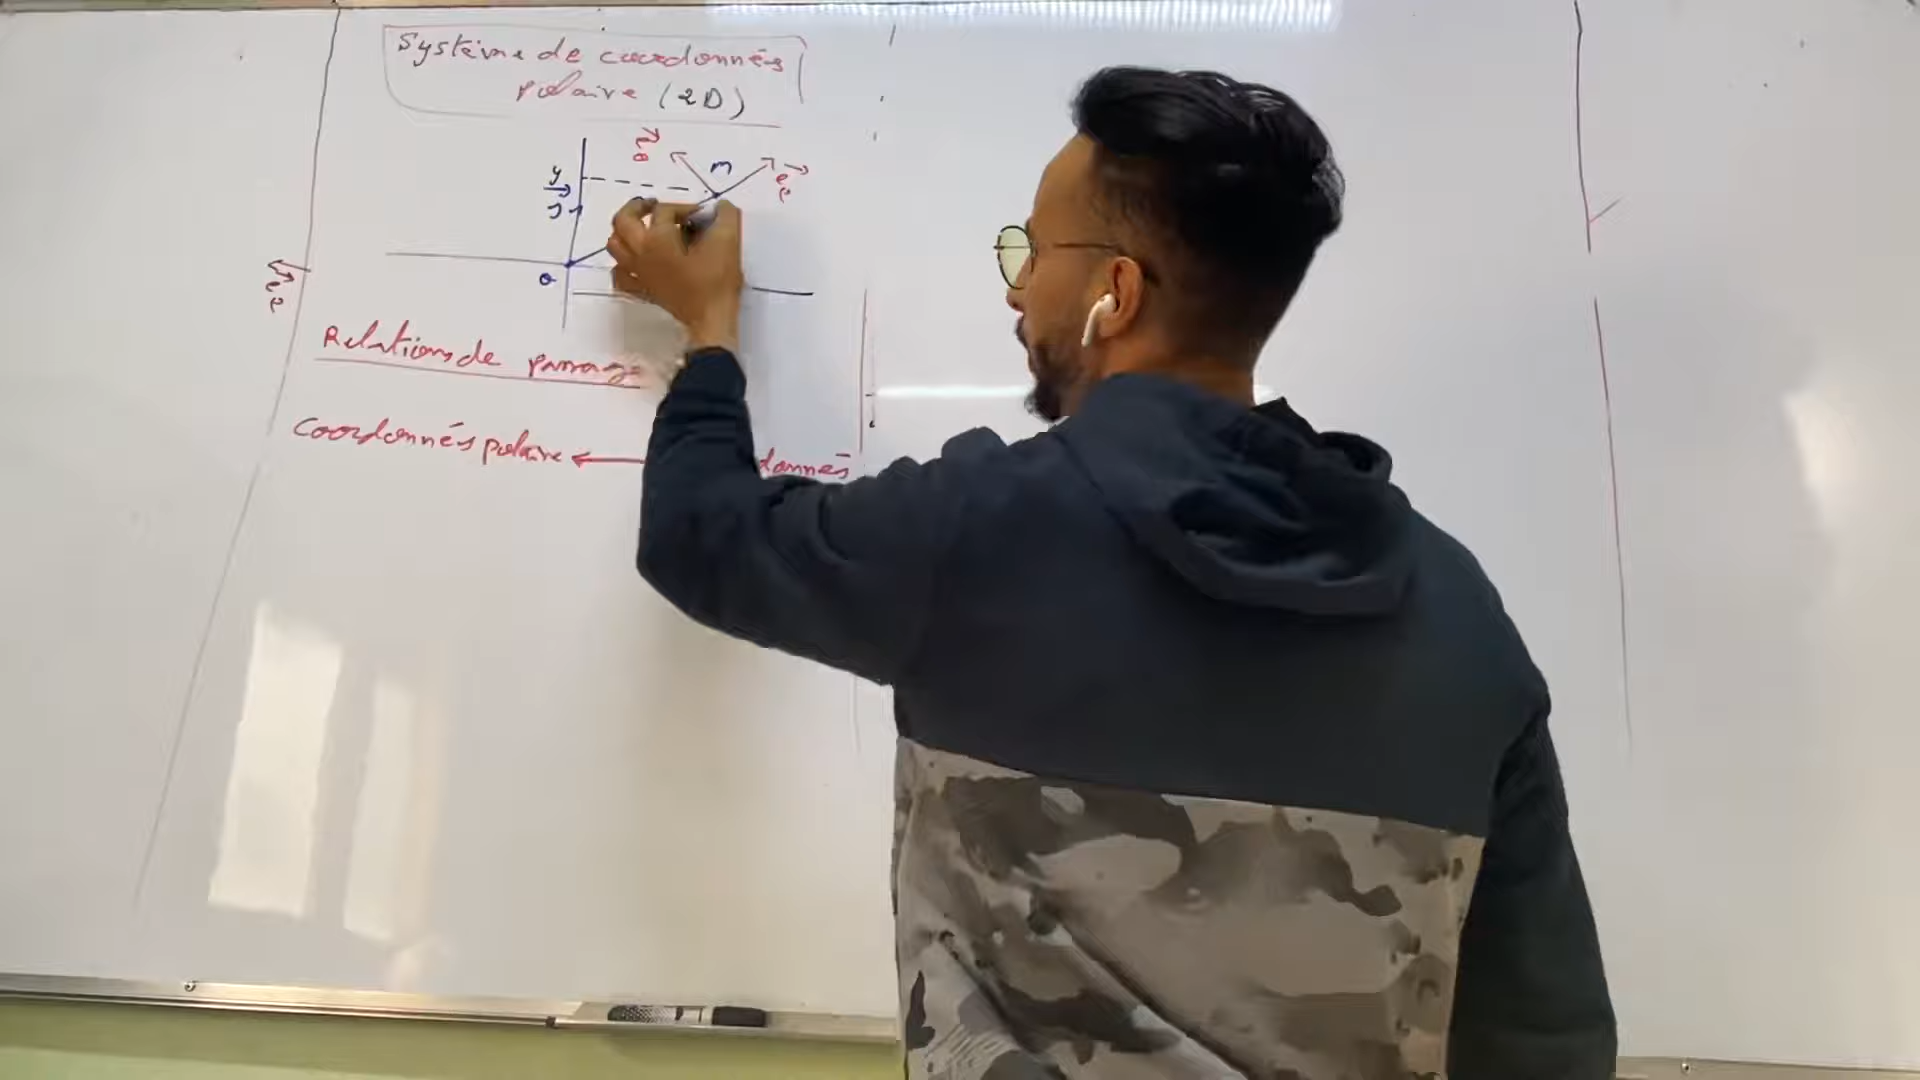 Système de coordonnés
polaire (2D)
e⃗θ
M
e⃗ρ
y
j⃗
O
e⃗ρ
Relations de passage
Coordonnés polaire ←